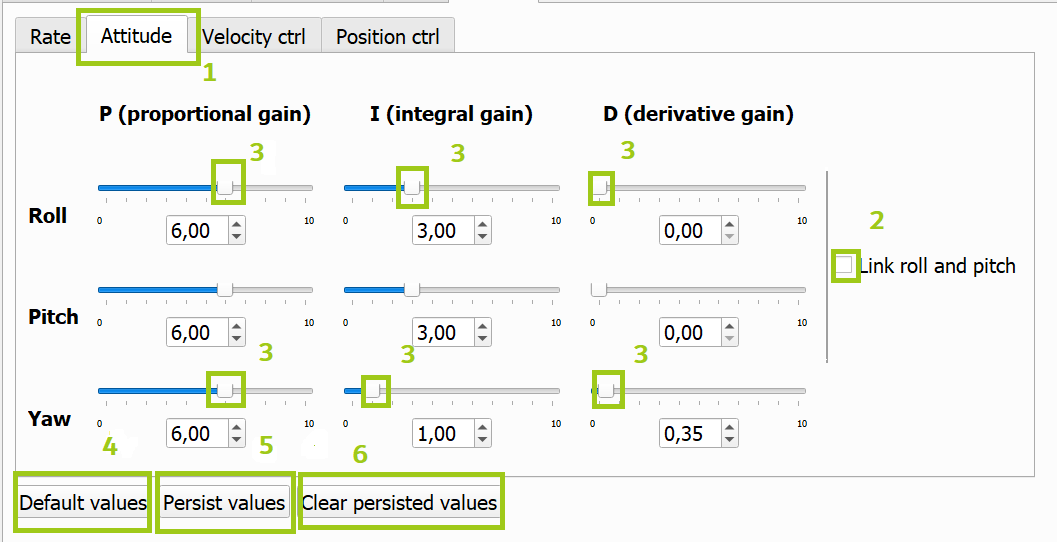 Rate Attitude Velocity ctrl Position ctrl
1
P (proportional gain) I (integral gain) D (derivative gain)
3 3 3
Roll 0 10 0 10 0 10
6,00 3,00 0,00
2
Link roll and pitch
Pitch 0 10 0 10 0 10
6,00 3,00 0,00
3 3 3
Yaw 0 10 0 10 0 10
6,00 1,00 0,35
4 5 6
Default values Persist values Clear persisted values